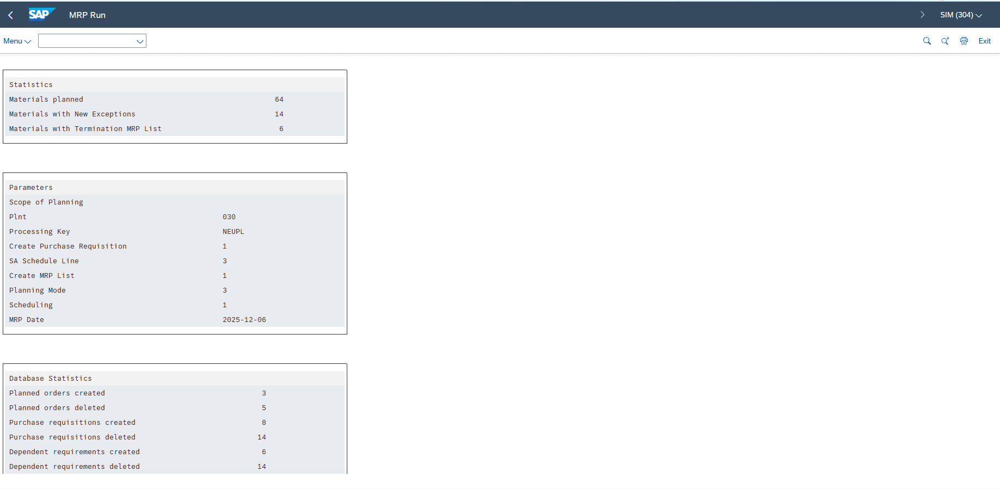 SAP MRP Run SIM (304)
Menu Exit
Statistics
Materials planned 64
Materials with New Exceptions 14
Materials with Termination MRP List 6
Parameters
Scope of Planning
Plnt 030
Processing Key NEUPL
Create Purchase Requisition 1
SA Schedule Line 3
Create MRP List 1
Planning Mode 3
Scheduling 1
MRP Date 2025-12-06
Database Statistics
Planned orders created 3
Planned orders deleted 5
Purchase requisitions created 8
Purchase requisitions deleted 14
Dependent requirements created 6
Dependent requirements deleted 14